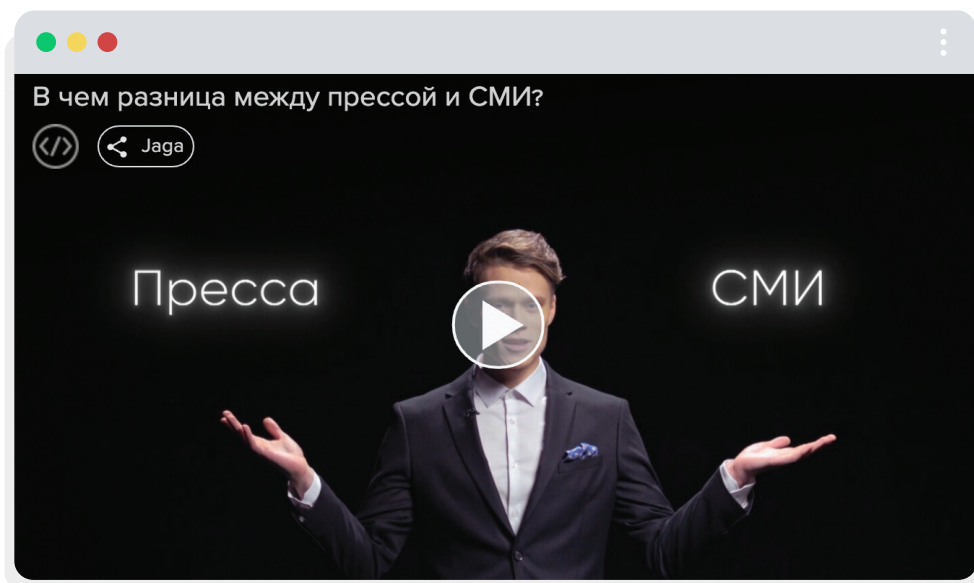 В чем разница между прессой и СМИ?
</>
Jaga
Пресса
СМИ